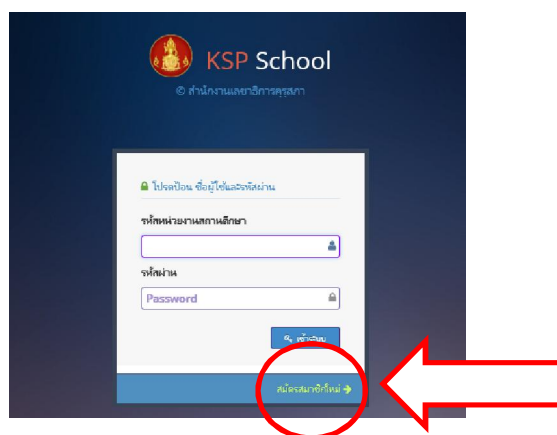 KSP School
© สำนักงานเลขาธิการคุรุสภา
โปรดป้อน ชื่อผู้ใช้และรหัสผ่าน
รหัสหน่วยงานสถานศึกษา
รหัสผ่าน
Password
เข้าระบบ
สมัครสมาชิกใหม่